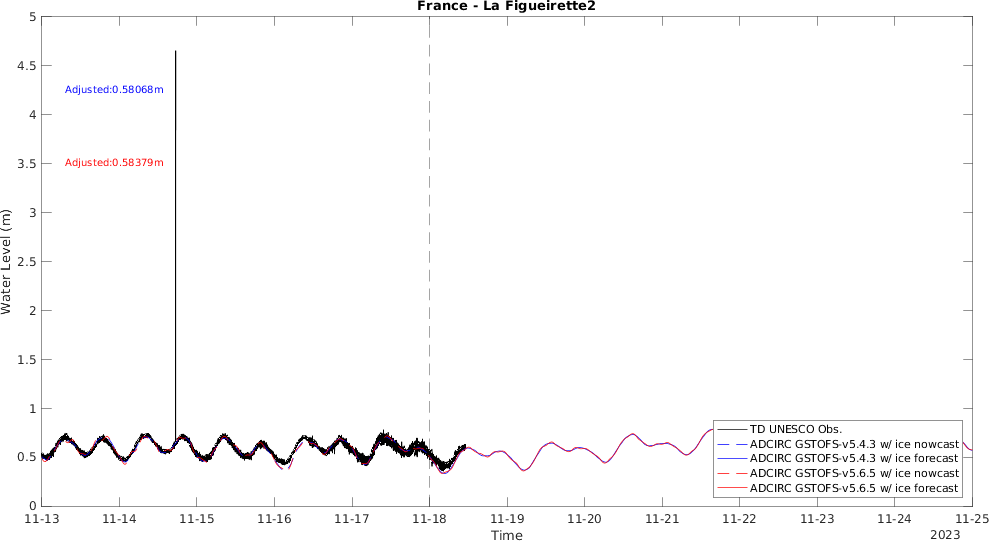 France - La Figueirette2
5
4.5
4
3.5
3
2.5
2
1.5
1
0.5
0
Water Level (m)
Adjusted:0.58068m
Adjusted:0.58379m
TD UNESCO Obs.
ADCIRC GSTOFS-v5.4.3 w/ ice nowcast
ADCIRC GSTOFS-v5.4.3 w/ ice forecast
ADCIRC GSTOFS-v5.6.5 w/ ice nowcast
ADCIRC GSTOFS-v5.6.5 w/ ice forecast
11-13 11-14 11-15 11-16 11-17 11-18 11-19 11-20 11-21 11-22 11-23 11-24 11-25
Time
2023